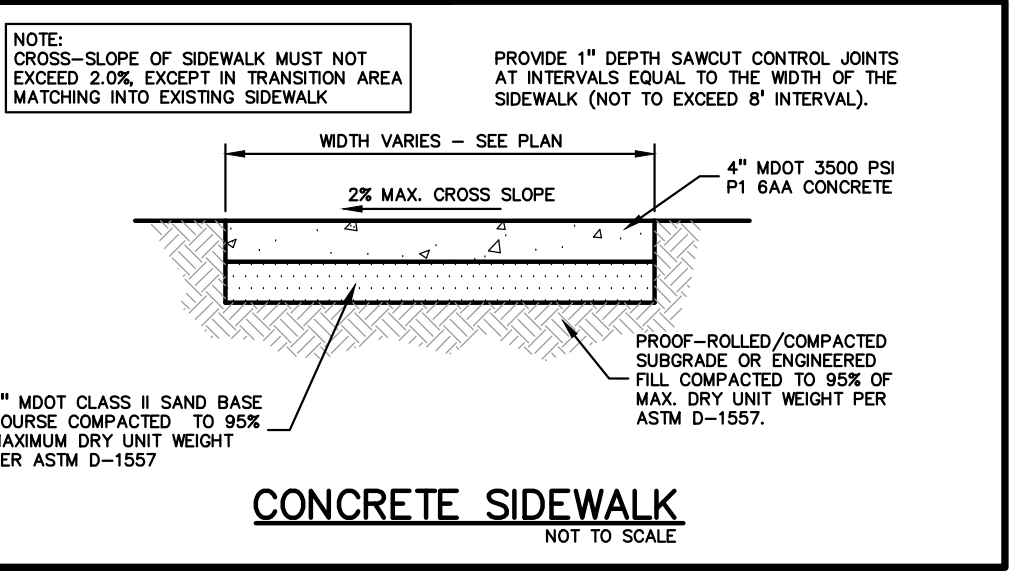 NOTE:
CROSS-SLOPE OF SIDEWALK MUST NOT
EXCEED 2.0%, EXCEPT IN TRANSITION AREA
MATCHING INTO EXISTING SIDEWALK
PROVIDE 1" DEPTH SAWCUT CONTROL JOINTS
AT INTERVALS EQUAL TO THE WIDTH OF THE
SIDEWALK (NOT TO EXCEED 8' INTERVAL).
WIDTH VARIES - SEE PLAN
2% MAX. CROSS SLOPE
4" MDOT 3500 PSI
P1 6AA CONCRETE
PROOF-ROLLED/COMPACTED
SUBGRADE OR ENGINEERED
FILL COMPACTED TO 95% OF
MAX. DRY UNIT WEIGHT PER
ASTM D-1557.
" MDOT CLASS II SAND BASE
OURSE COMPACTED TO 95%
MAXIMUM DRY UNIT WEIGHT
ER ASTM D-1557
CONCRETE SIDEWALK
NOT TO SCALE